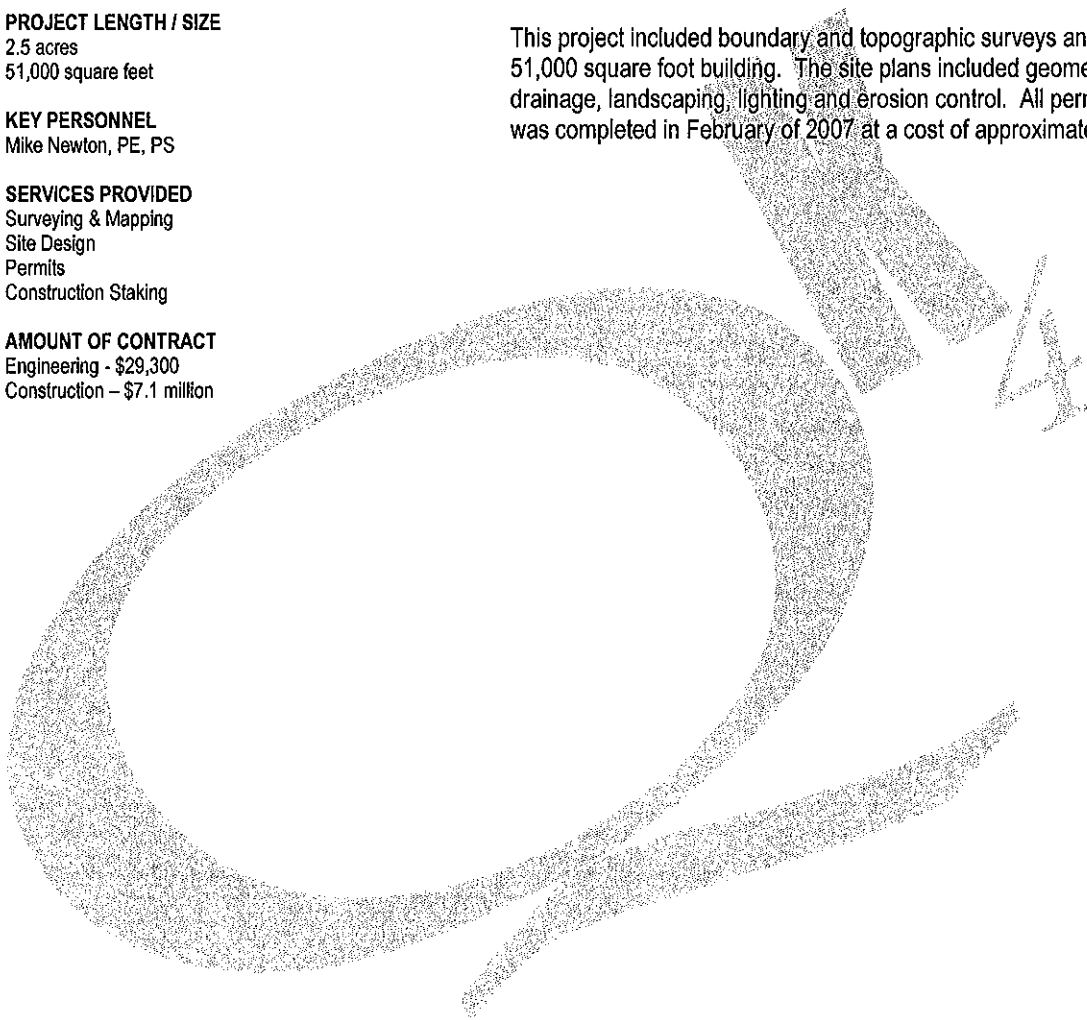 PROJECT LENGTH / SIZE
2.5 acres
51,000 square feet
KEY PERSONNEL
Mike Newton, PE, PS
SERVICES PROVIDED
Surveying & Mapping
Site Design
Permits
Construction Staking
AMOUNT OF CONTRACT
Engineering - $29,300
Construction – $7.1 million
This project included boundary and topographic surveys an
51,000 square foot building. The site plans included geome
drainage, landscaping, lighting and erosion control. All perm
was completed in February of 2007 at a cost of approximate